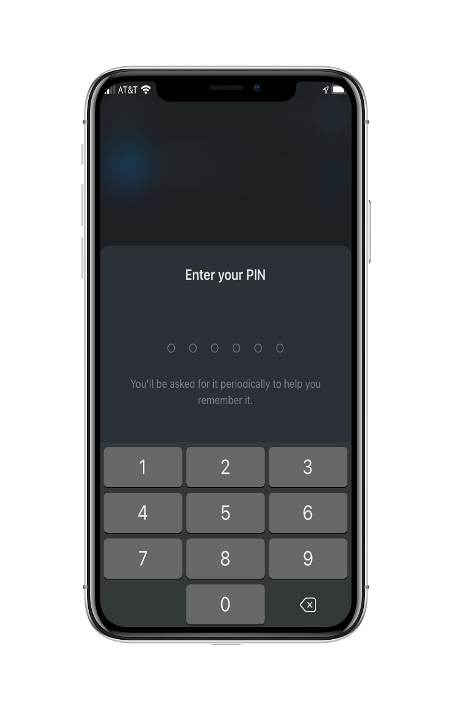 AT&T
Enter your PIN
You'll be asked for it periodically to help you
remember it.
1 2 3
4 5 6
7 8 9
0